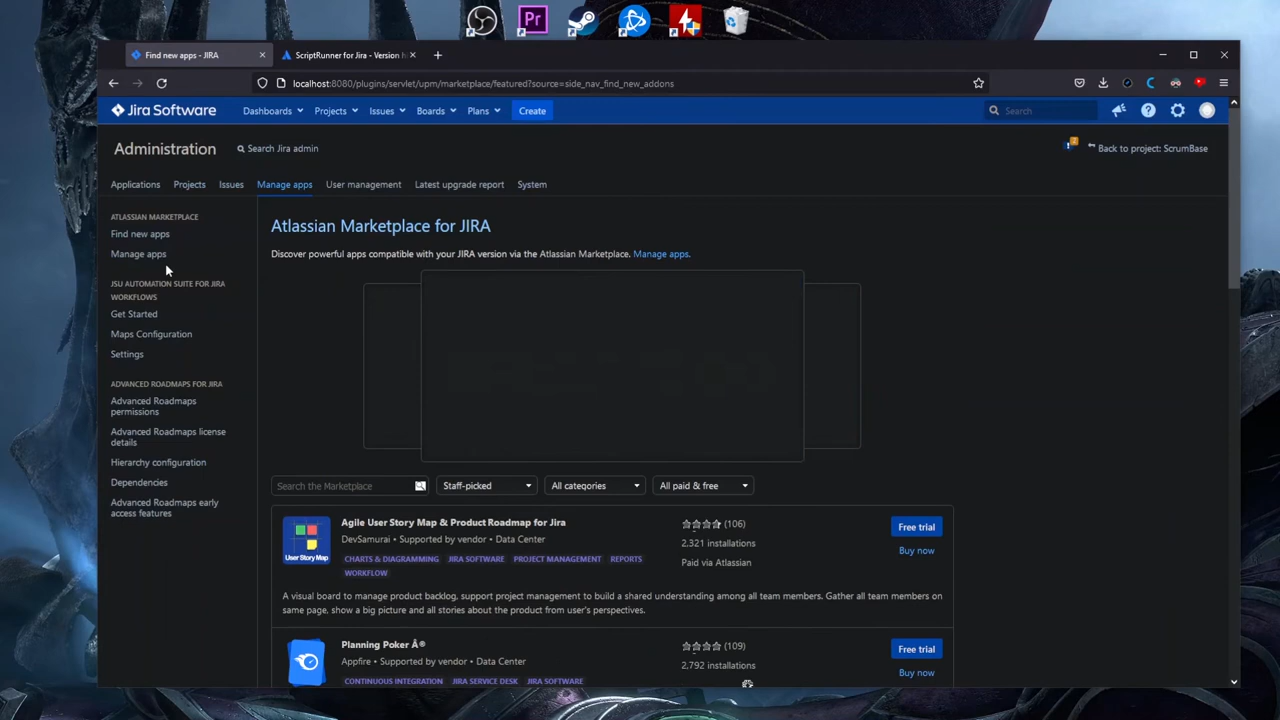 Pr
Find new apps - JIRA
ScriptRunner for Jira - Version h
localhost:8080/plugins/servlet/upm/marketplace/featured?source=side_nav_find_new_addons
Jira Software
Dashboards
Projects
Issues
Boards
Plans
Create
Search
Administration
Search Jira admin
2
Back to project: ScrumBase
Applications
Projects
Issues
Manage apps
User management
Latest upgrade report
System
ATLASSIAN MARKETPLACE
Find new apps
Manage apps
JSU AUTOMATION SUITE FOR JIRA
WORKFLOWS
Get Started
Maps Configuration
Settings
ADVANCED ROADMAPS FOR JIRA
Advanced Roadmaps
permissions
Advanced Roadmaps license
details
Hierarchy configuration
Dependencies
Advanced Roadmaps early
access features
Atlassian Marketplace for JIRA
Discover powerful apps compatible with your JIRA version via the Atlassian Marketplace. Manage apps.
Search the Marketplace
Staff-picked
All categories
All paid & free
User Story Map
Agile User Story Map & Product Roadmap for Jira
DevSamurai • Supported by vendor • Data Center
CHARTS & DIAGRAMMING JIRA SOFTWARE PROJECT MANAGEMENT REPORTS
WORKFLOW
(106)
2,321 installations
Paid via Atlassian
Free trial
Buy now
A visual board to manage product backlog, support project management to build a shared understanding among all team members. Gather all team members on
same page, show a big picture and all stories about the product from user's perspectives.
Planning Poker Â®
Appfire • Supported by vendor • Data Center
CONTINUOUS INTEGRATION JIRA SERVICE DESK JIRA SOFTWARE
(109)
2,792 installations
Free trial
Buy now